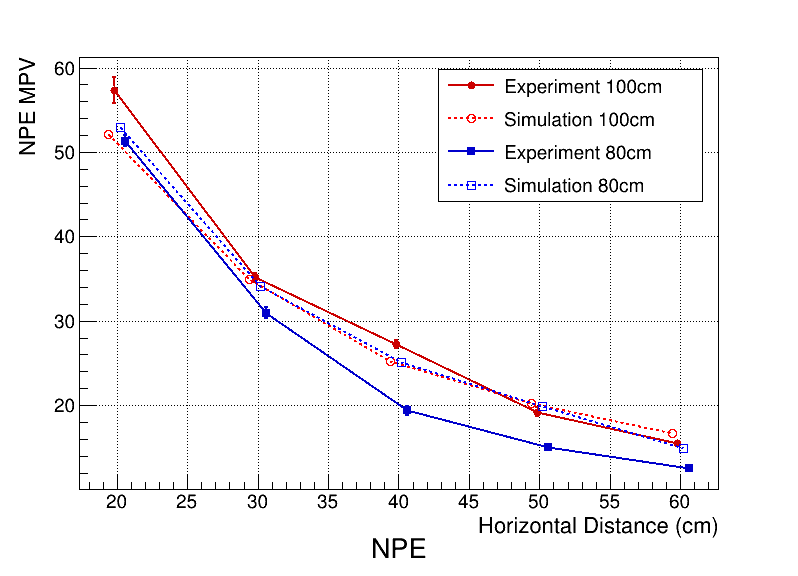 NPE MPV
60
50
40
30
20
Experiment 100cm
Simulation 100cm
Experiment 80cm
Simulation 80cm
20 25 30 35 40 45 50 55 60
Horizontal Distance (cm)
NPE